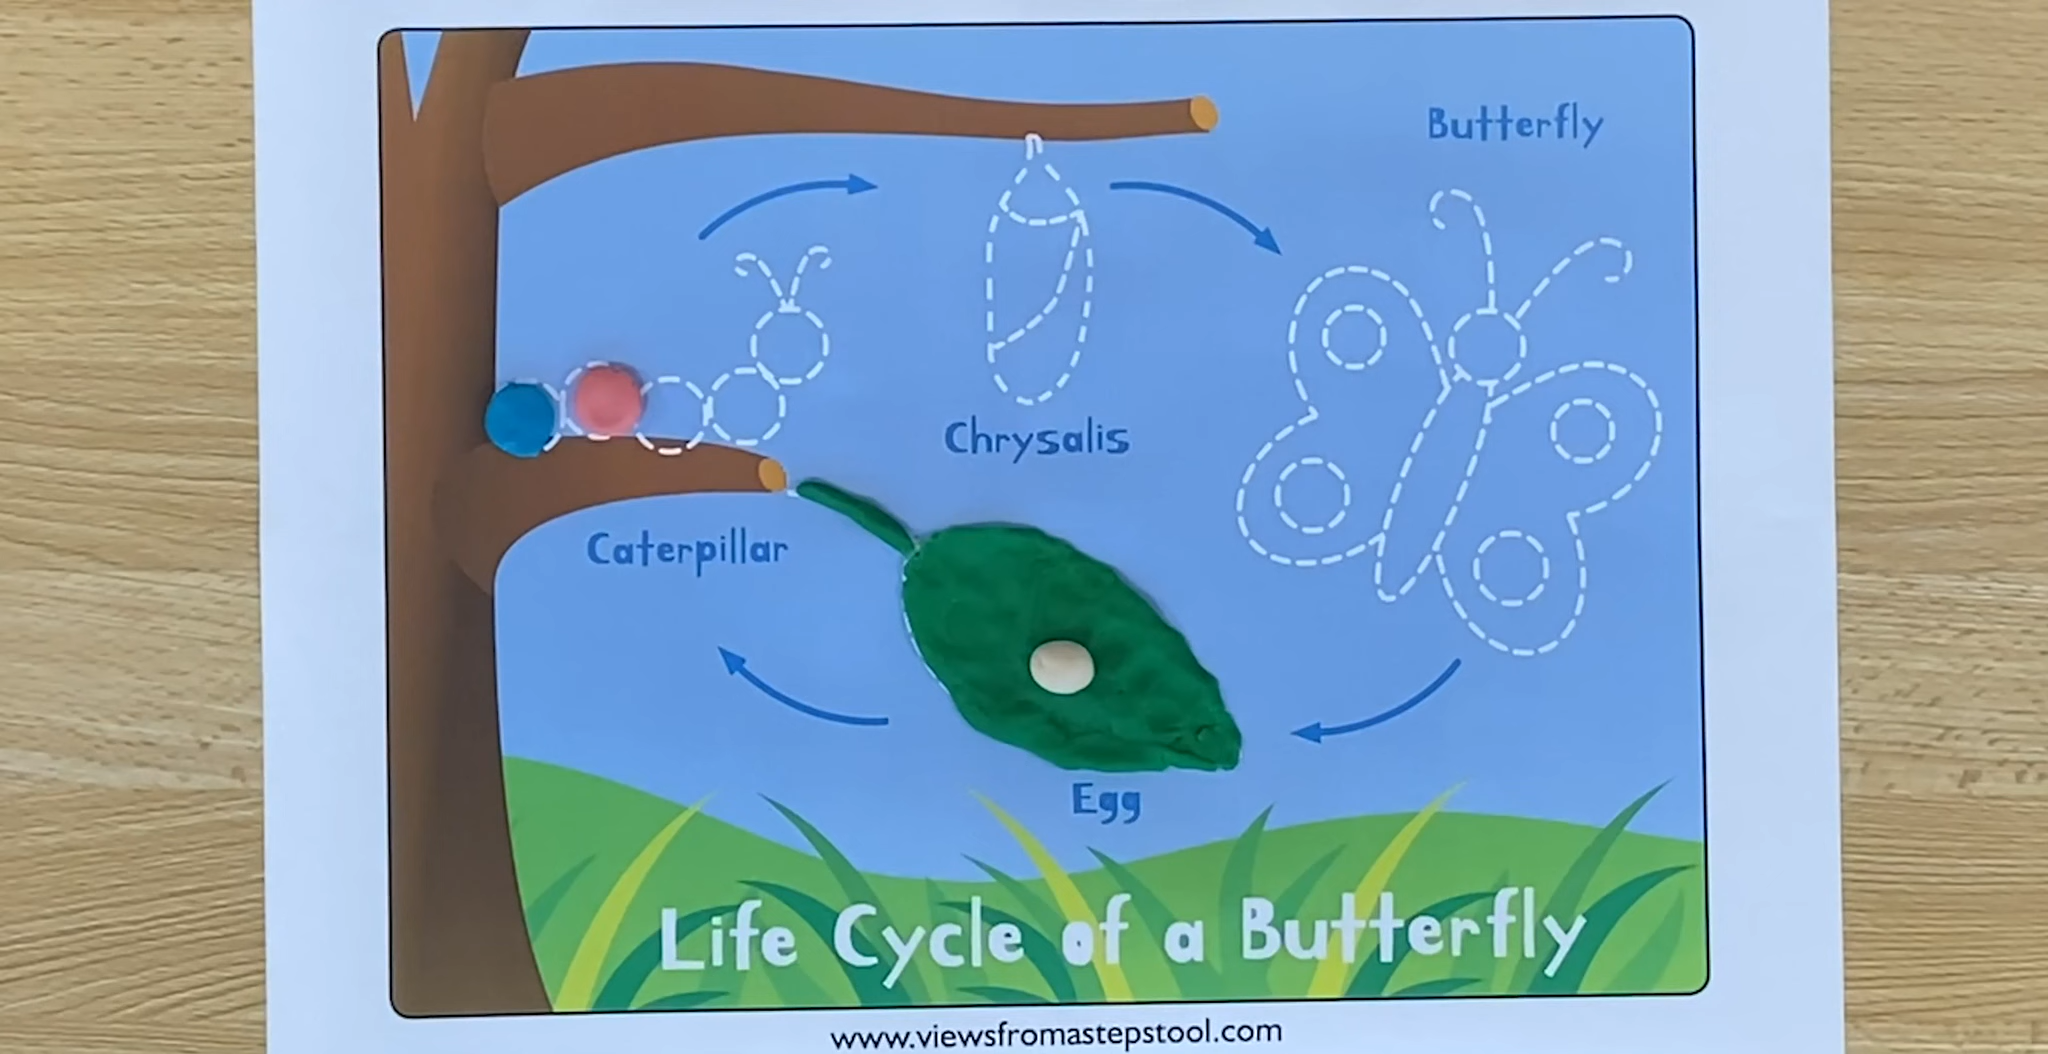 Butterfly
Chrysalis
Caterpillar
Egg
Life Cycle of a Butterfly
www.viewsfromastepstool.com